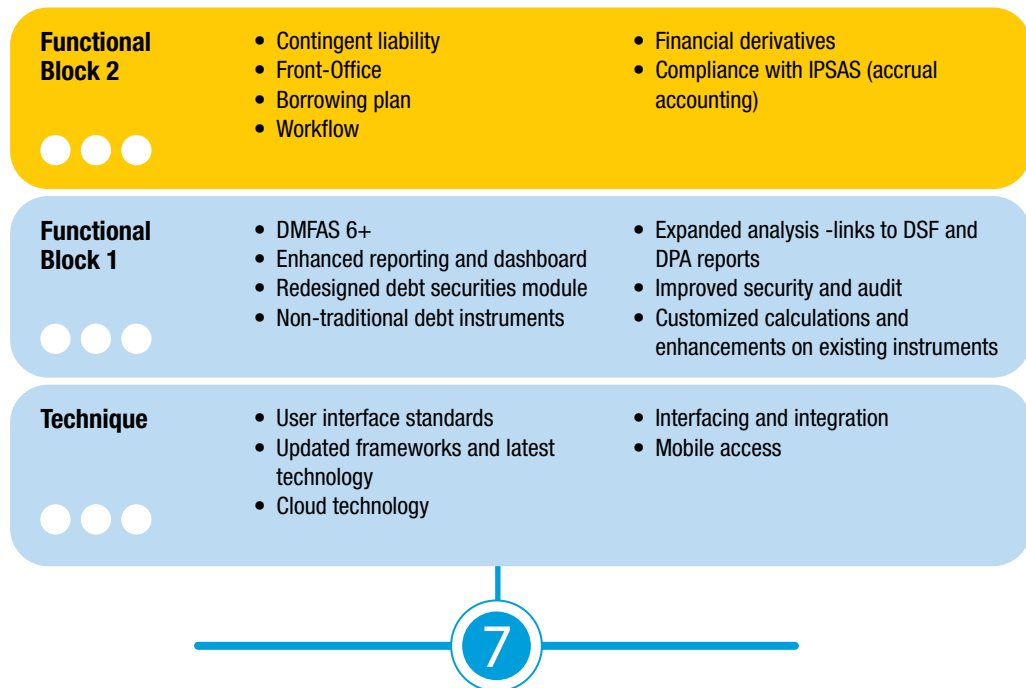 Functional
Block 2
• Contingent liability
• Front-Office
• Borrowing plan
• Workflow
• Financial derivatives
• Compliance with IPSAS (accrual
accounting)
Functional
Block 1
• DMFAS 6+
• Enhanced reporting and dashboard
• Redesigned debt securities module
• Non-traditional debt instruments
• Expanded analysis -links to DSF and
DPA reports
• Improved security and audit
• Customized calculations and
enhancements on existing instruments
Technique
• User interface standards
• Updated frameworks and latest
technology
• Cloud technology
• Interfacing and integration
• Mobile access
7